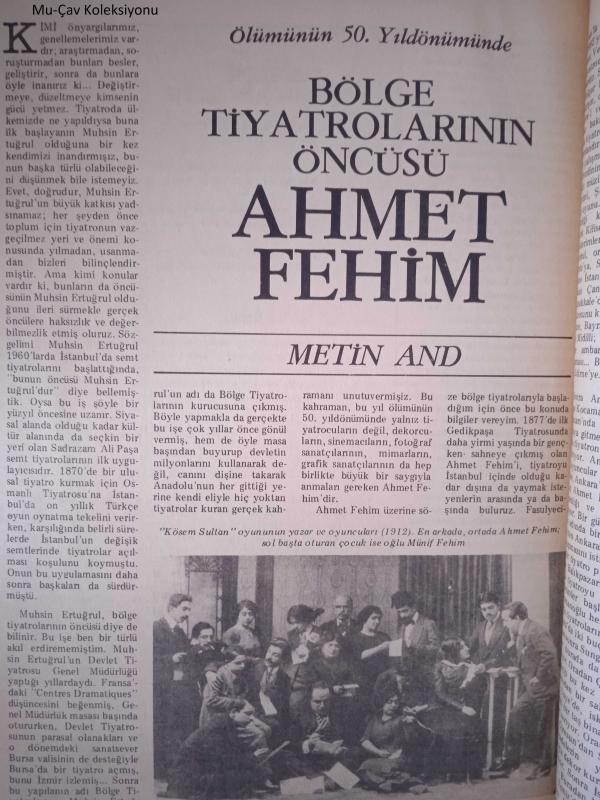 Mu-Çav Koleksiyonu
KİMİ önyargılarımız,
genellemelerimiz var-
dır; araştırmadan, so-
ruşturmadan bunları besler,
geliştirir, sonra da bunlara
öyle inanırız ki... Değiştir-
meye, düzeltmeye kimsenin
gücü yetmez. Tiyatroda ül-
kemizde ne yapıldıysa buna
ilk başlayanın Muhsin Er-
tuğrul olduğuna bir kez
kendimizi inandırmışız, bu-
nun başka türlü olabileceği-
ni düşünmek bile istemeyiz.
Evet, doğrudur, Muhsin Er-
tuğrul'un büyük katkısı yad-
sınamaz; her şeyden önce
toplum için tiyatronun vaz-
geçilmez yeri ve önemi ko-
nusunda yılmadan, usanma-
dan bizleri bilinçlendir-
miştir. Ama kimi konular
vardır ki, bunların da öncü-
sünün Muhsin Ertuğrul oldu-
ğunu ileri sürmekle gerçek
öncülere haksızlık ve değer-
bilmezlik etmiş oluruz. Söz-
gelimi Muhsin Ertuğrul
1960'larda İstanbul'da semt
tiyatrolarını başlattığında,
"bunun öncüsü Muhsin Er-
tuğrul'dur" diye bellemiş-
tik. Oysa bu iş şöyle bir
yüzyıl öncesine uzanır. Siya-
sal alanda olduğu kadar kül-
tür alanında da seçkin bir
yeri olan Sadrazam Ali Paşa
semt tiyatrolarının ilk uygu-
layıcısıdır. 1870'de bir ulu-
sal tiyatro kurmak için Os-
manlı Tiyatrosu'na İstan-
bul'da on yıllık Türkçe
oyun oynatma tekelini verir-
ken, karşılığında belirli süre-
lerde İstanbul'un değişik
semtlerinde tiyatrolar açıl-
ması koşulunu koymuştu.
Onun bu uygulamasını daha
sonra başkaları da sürdür-
müştü.
Muhsin Ertuğrul, bölge
tiyatrolarının öncüsü diye de
bilinir. Bu işe ben bir türlü
akıl erdirememiştim. Muh-
sin Ertuğrul'un Devlet Ti-
yatrosu Genel Müdürlüğü
yaptığı yıllardaydı. Fransa'-
daki "Centres Dramatiques"
düşüncesini beğenmiş, Ge-
nel Müdürlük masası başında
otururken, Devlet Tiyatro-
sunun parasal olanakları ve
o dönemdeki sanatsever
Bursa valisinin de desteğiyle
Bursa'da bir tiyatro açmış,
bunu İzmir izlemiş... Sonra
bu yapılanın adı Bölge Ti-
Ölümünün 50. Yıldönümünde
BÖLGE
TİYATROLARININ
ÖNCÜSÜ
AHMET
FEHİM
METİN AND
rul'un adı da Bölge Tiyatro-
larının kurucusuna çıkmış.
Böyle yapmakla da gerçekte
bu işe çok yıllar önce gönül
vermiş, hem de öyle masa
başından buyurup devletin
milyonlarını kullanarak de-
ğil, canını dişine takarak
Anadolu'nun her gittiği ye-
rine kendi eliyle hiç yoktan
tiyatrolar kuran gerçek kah-
ramanı unutuvermişiz. Bu
kahraman, bu yıl ölümünün
50. yıldönümünde yalnız ti-
yatrocuların değil, dekorcu-
ların, sinemacıların, fotoğraf
sanatçılarının, mimarların,
grafik sanatçılarının da hep
birlikte büyük bir saygıyla
anmaları gereken Ahmet Fe-
him'dir.
Ahmet Fehim üzerine sö-
ze bölge tiyatrolarıyla başla-
dığım için önce bu konuda
bilgiler vereyim. 1877'de ilk
Gedikpaşa Tiyatrosunda
daha yirmi yaşında bir genç-
ken- sahneye çıkmış olan
Ahmet Fehim'i, tiyatroyu
İstanbul içinde olduğu ka-
dar dışına da yaymak iste-
yenlerin arasında ya da ba-
şında buluruz. Fasulyeci-
"Kösem Sultan" oyununun yazar ve oyuncuları (1912). En arkada, ortada Ahmet Fehim;
sol başta oturan çocuk ise oğlu Münif Fehim